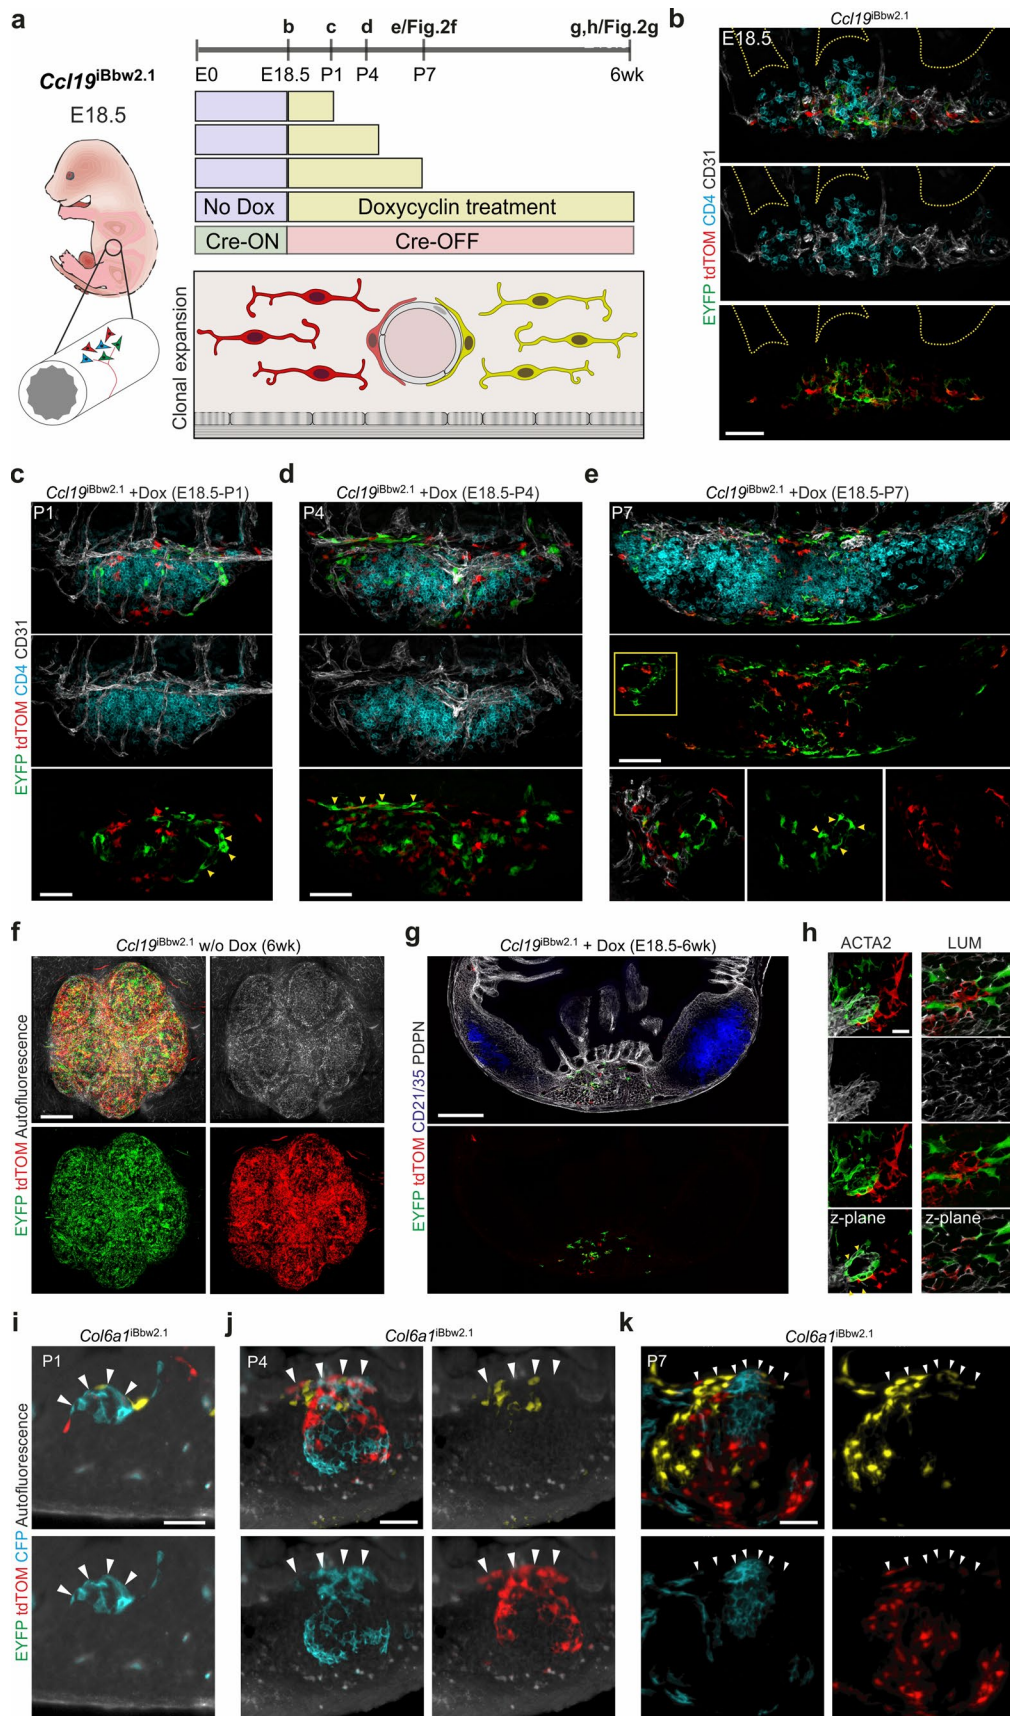 a
b c d e/Fig.2f g,h/Fig.2g
E0 E18.5 P1 P4 P7 6wk
Ccl19iBbw2.1
E18.5
No Dox Doxycyclin treatment
Cre-ON Cre-OFF
Clonal expansion
b
Ccl19iBbw2.1
E18.5
EYFP tdTOM CD4 CD31
c
Ccl19iBbw2.1 +Dox (E18.5-P1)
P1
EYFP tdTOM CD4 CD31
d
Ccl19iBbw2.1 +Dox (E18.5-P4)
P4
e
Ccl19iBbw2.1 +Dox (E18.5-P7)
P7
f
Ccl19iBbw2.1 w/o Dox (6wk)
EYFP tdTOM Autofluorescence
g
Ccl19iBbw2.1 + Dox (E18.5-6wk)
EYFP tdTOM CD21/35 PDPN
h
ACTA2 LUM
z-plane z-plane
i
Col6a1iBbw2.1
P1
EYFP tdTOM CFP Autofluorescence
j
Col6a1iBbw2.1
P4
k
Col6a1iBbw2.1
P7